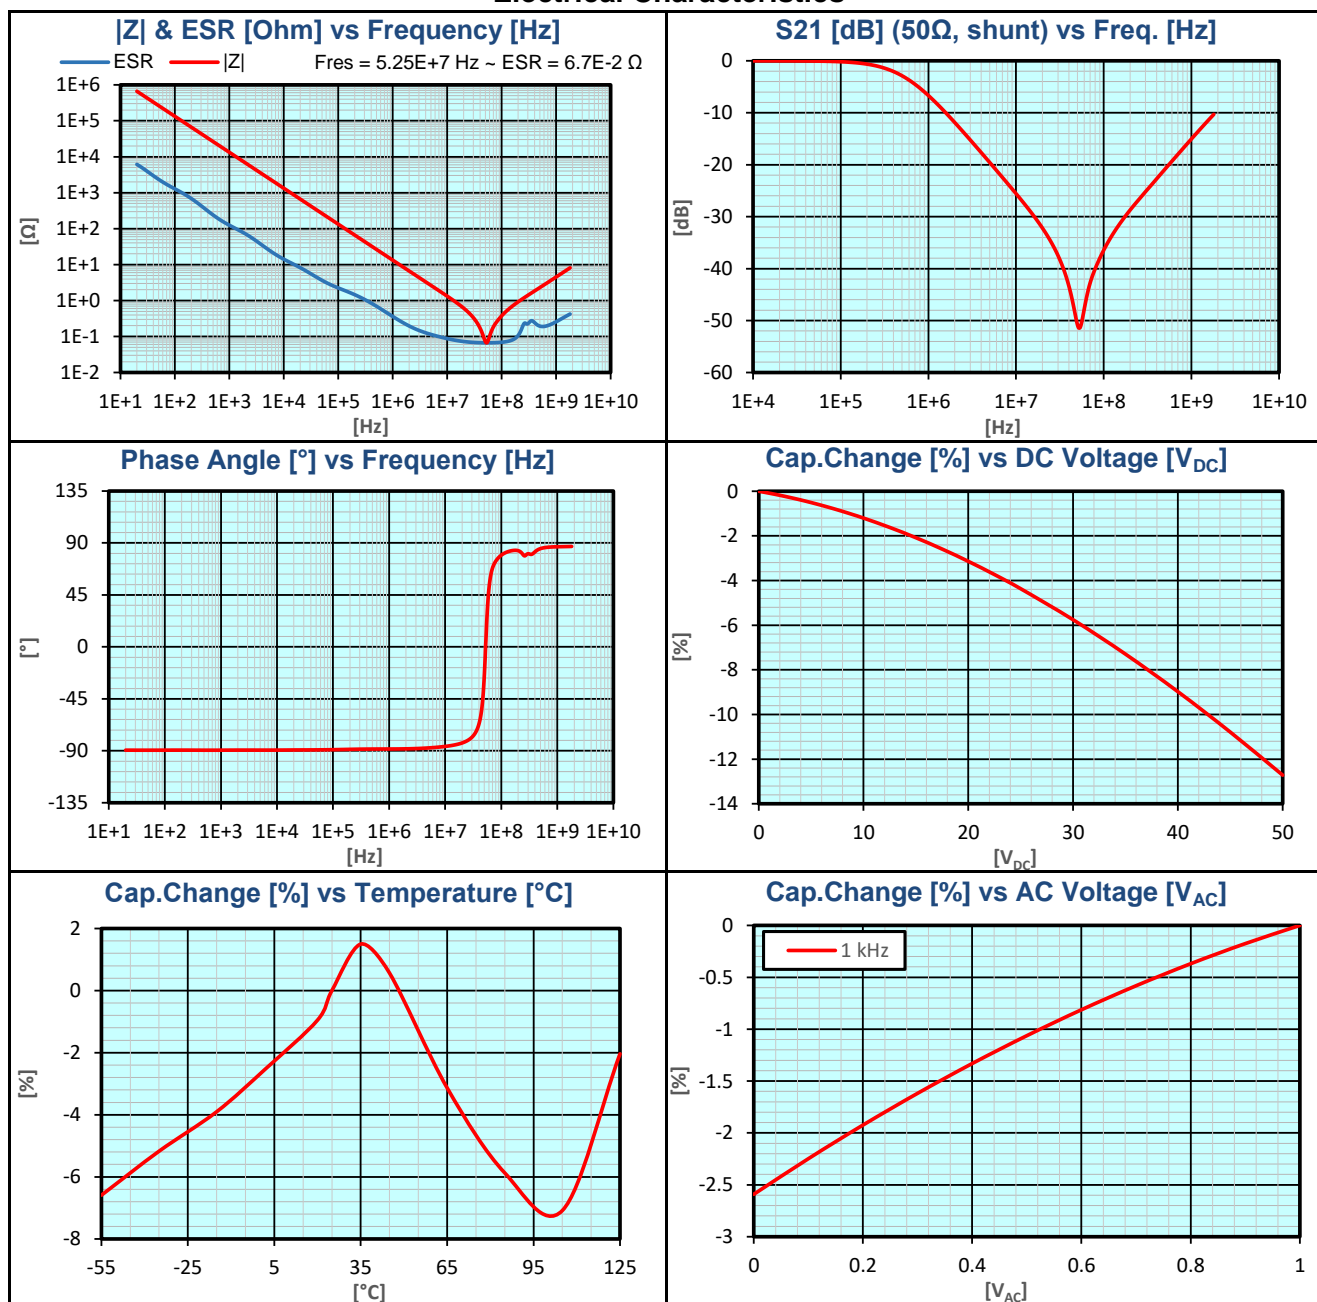 |Z| & ESR [Ohm] vs Frequency [Hz]
ESR |Z| Fres = 5.25E+7 Hz ~ ESR = 6.7E-2 Ω
1E+6
1E+5
1E+4
1E+3
1E+2
1E+1
1E+0
1E-1
1E-2
[Ω]
1E+1 1E+2 1E+3 1E+4 1E+5 1E+6 1E+7 1E+8 1E+9 1E+10
[Hz]
S21 [dB] (50Ω, shunt) vs Freq. [Hz]
0
-10
-20
-30
-40
-50
-60
[dB]
1E+4 1E+5 1E+6 1E+7 1E+8 1E+9 1E+10
[Hz]
Phase Angle [°] vs Frequency [Hz]
135
90
45
0
-45
-90
-135
[°]
1E+1 1E+2 1E+3 1E+4 1E+5 1E+6 1E+7 1E+8 1E+9 1E+10
[Hz]
Cap.Change [%] vs DC Voltage [VDC]
0
-2
-4
-6
-8
-10
-12
-14
[%]
0 10 20 30 40 50
[VDC]
Cap.Change [%] vs Temperature [°C]
2
0
-2
-4
-6
-8
[%]
-55 -25 5 35 65 95 125
[°C]
Cap.Change [%] vs AC Voltage [VAC]
1 kHz
0
-0.5
-1
-1.5
-2
-2.5
-3
[%]
0 0.2 0.4 0.6 0.8 1
[VAC]